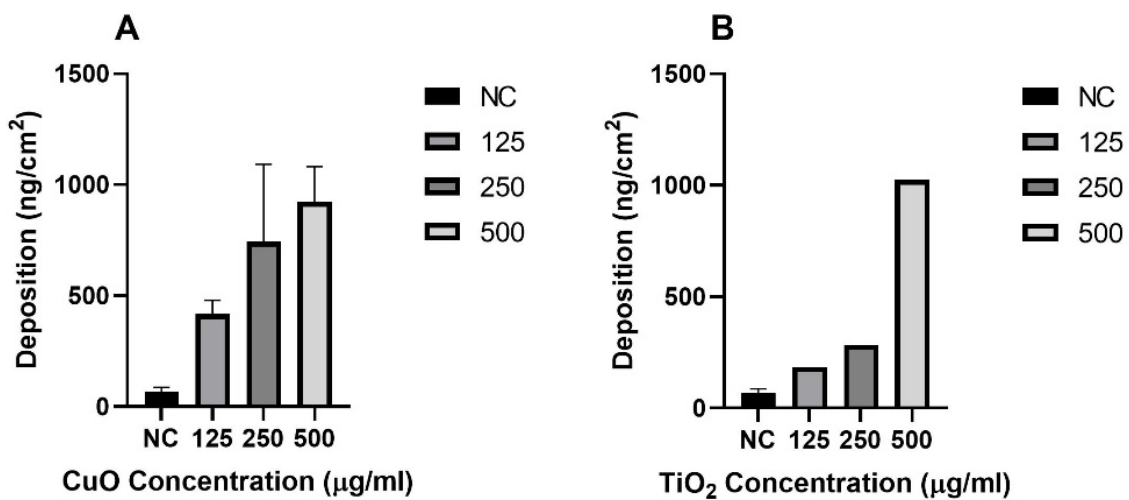 A
Deposition (ng/cm²)
1500
1000
500
0
NC
125
250
500
NC 125 250 500
CuO Concentration (μg/ml)
B
Deposition (ng/cm²)
1500
1000
500
0
NC
125
250
500
NC 125 250 500
TiO₂ Concentration (μg/ml)